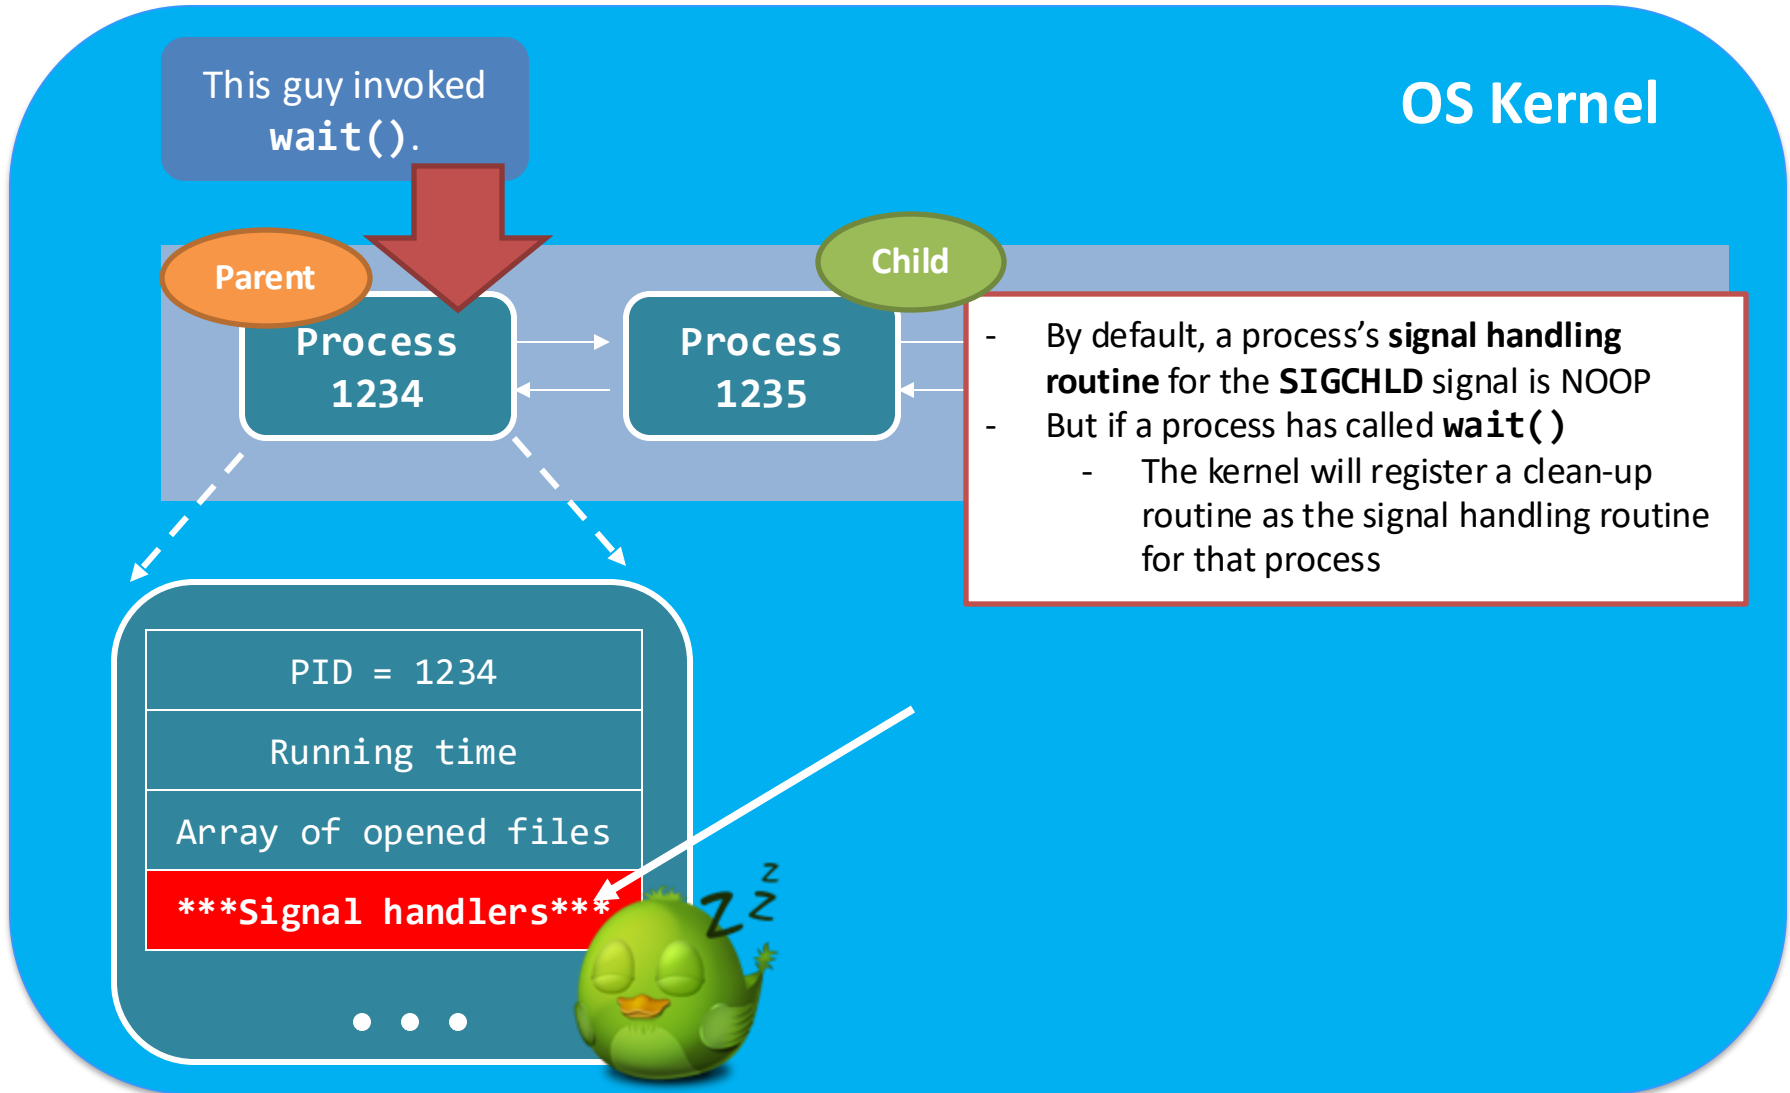 This guy invoked
wait().
OS Kernel
Parent
Child
Process
1234
Process
1235
- By default, a process’s signal handling
routine for the SIGCHLD signal is NOOP
- But if a process has called wait()
- The kernel will register a clean-up
routine as the signal handling routine
for that process
PID = 1234
Running time
Array of opened files
***Signal handlers***
• • •
z
z
Z